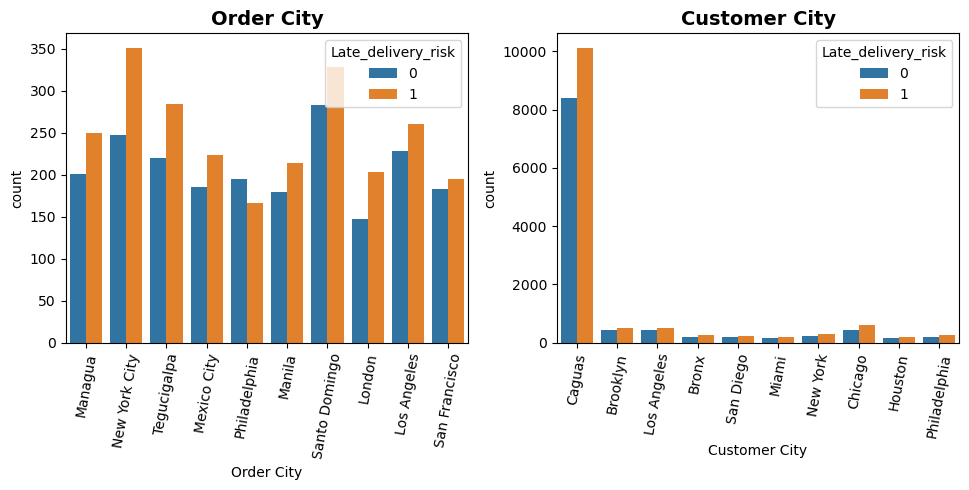 Order City
Late_delivery_risk
0
1
350
300
250
200
150
100
50
0
count
Managua
New York City
Tegucigalpa
Mexico City
Philadelphia
Manila
Santo Domingo
London
Los Angeles
San Francisco
Order City
Customer City
Late_delivery_risk
0
1
10000
8000
6000
4000
2000
0
count
Caguas
Brooklyn
Los Angeles
Bronx
San Diego
Miami
New York
Chicago
Houston
Philadelphia
Customer City